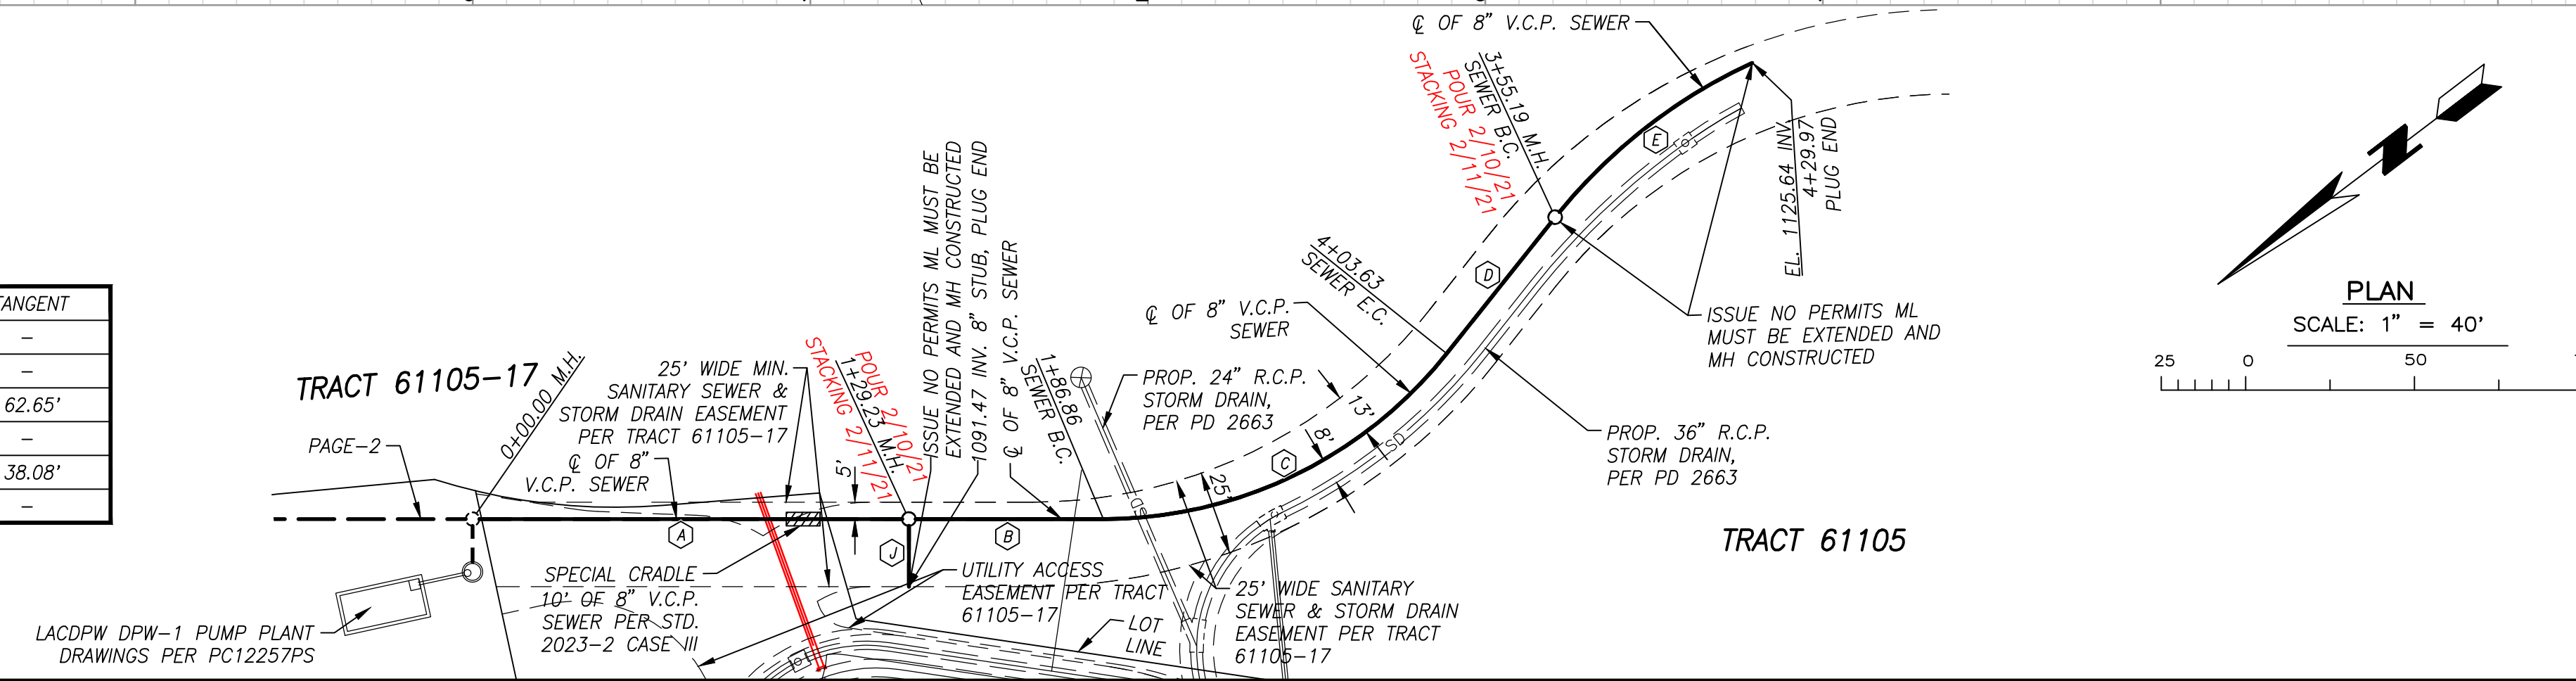 TANGENT
–
–
62.65'
–
38.08'
–
TRACT 61105-17
PAGE-2
0+00.00 M.H.
℄ OF 8"
V.C.P. SEWER
25' WIDE MIN.
SANITARY SEWER &
STORM DRAIN EASEMENT
PER TRACT 61105-17
A
LACDPW DPW-1 PUMP PLANT
DRAWINGS PER PC12257PS
SPECIAL CRADLE
10' OF 8" V.C.P.
SEWER PER STD.
2023-2 CASE III
5'
POUR 2/10/21
1+29.23 M.H.
STACKING 2/11/21
J
ISSUE NO PERMITS ML MUST BE
EXTENDED AND MH CONSTRUCTED
1091.47 INV. 8" STUB, PLUG END
℄ OF 8" V.C.P. SEWER
B
1+86.86
SEWER B.C.
UTILITY ACCESS
EASEMENT PER TRACT
61105-17
LOT
LINE
PROP. 24" R.C.P.
STORM DRAIN,
PER PD 2663
SD
25'
C
8'
13'
SD
25' WIDE SANITARY
SEWER & STORM DRAIN
EASEMENT PER TRACT
61105-17
℄ OF 8" V.C.P.
SEWER
4+03.63
SEWER E.C.
D
℄ OF 8" V.C.P. SEWER
3+55.19 M.H.
SEWER B.C.
POUR 2/10/21
STACKING 2/11/21
E
EL. 1125.64 INV.
4+29.97
PLUG END
ISSUE NO PERMITS ML
MUST BE EXTENDED AND
MH CONSTRUCTED
PROP. 36" R.C.P.
STORM DRAIN,
PER PD 2663
TRACT 61105
N
PLAN
SCALE: 1" = 40'
25 0 50